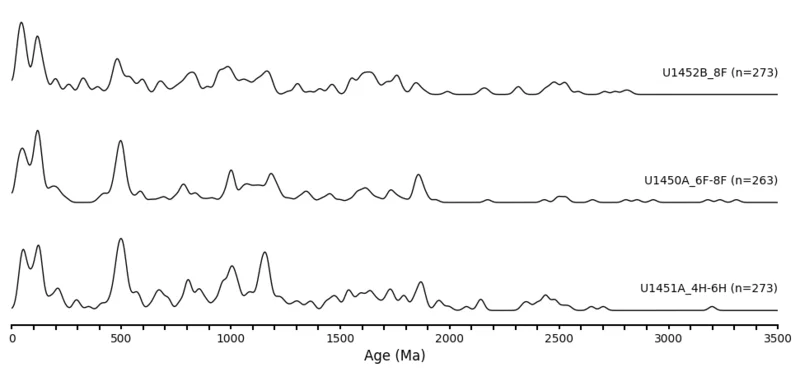 U1452B_8F (n=273)
U1450A_6F-8F (n=263)
U1451A_4H-6H (n=273)
0 500 1000 1500 2000 2500 3000 3500
Age (Ma)